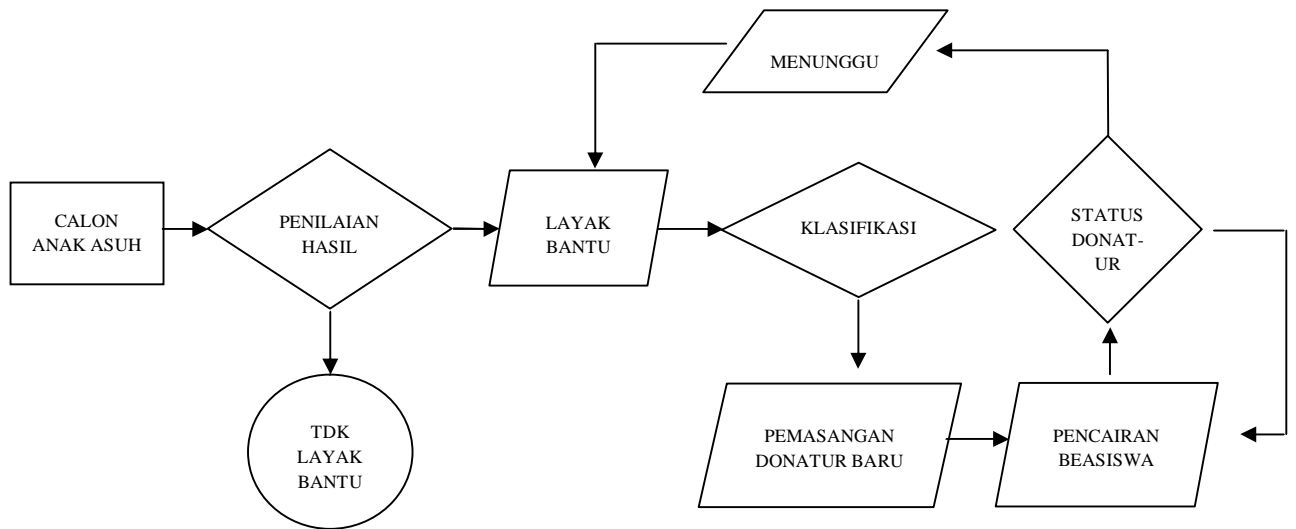 MENUNGGU
CALON
ANAK ASUH
PENILAIAN
HASIL
LAYAK
BANTU
KLASIFIKASI
STATUS
DONAT-
UR
TDK
LAYAK
BANTU
PEMASANGAN
DONATUR BARU
PENCAIRAN
BEASISWA